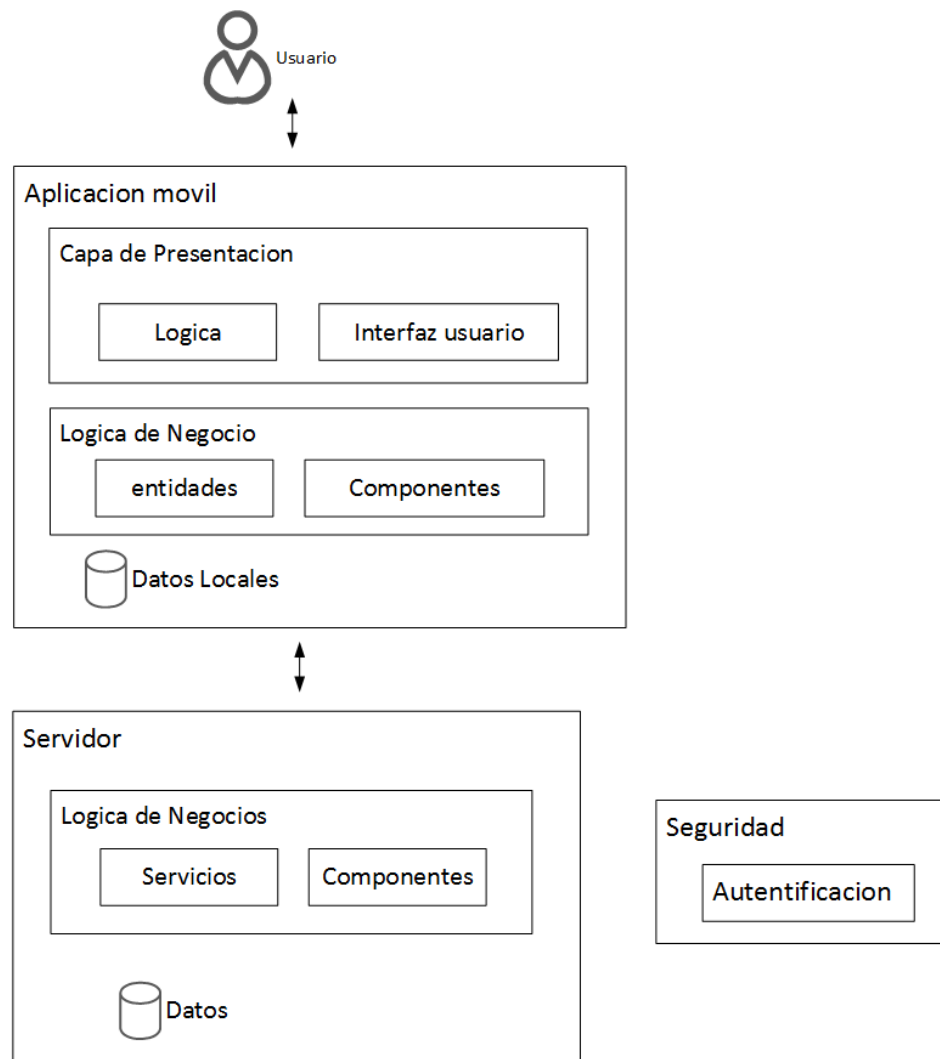 Usuario
Aplicacion movil
Capa de Presentacion
Logica
Interfaz usuario
Logica de Negocio
entidades
Componentes
Datos Locales
Servidor
Logica de Negocios
Servicios
Componentes
Datos
Seguridad
Autentificacion